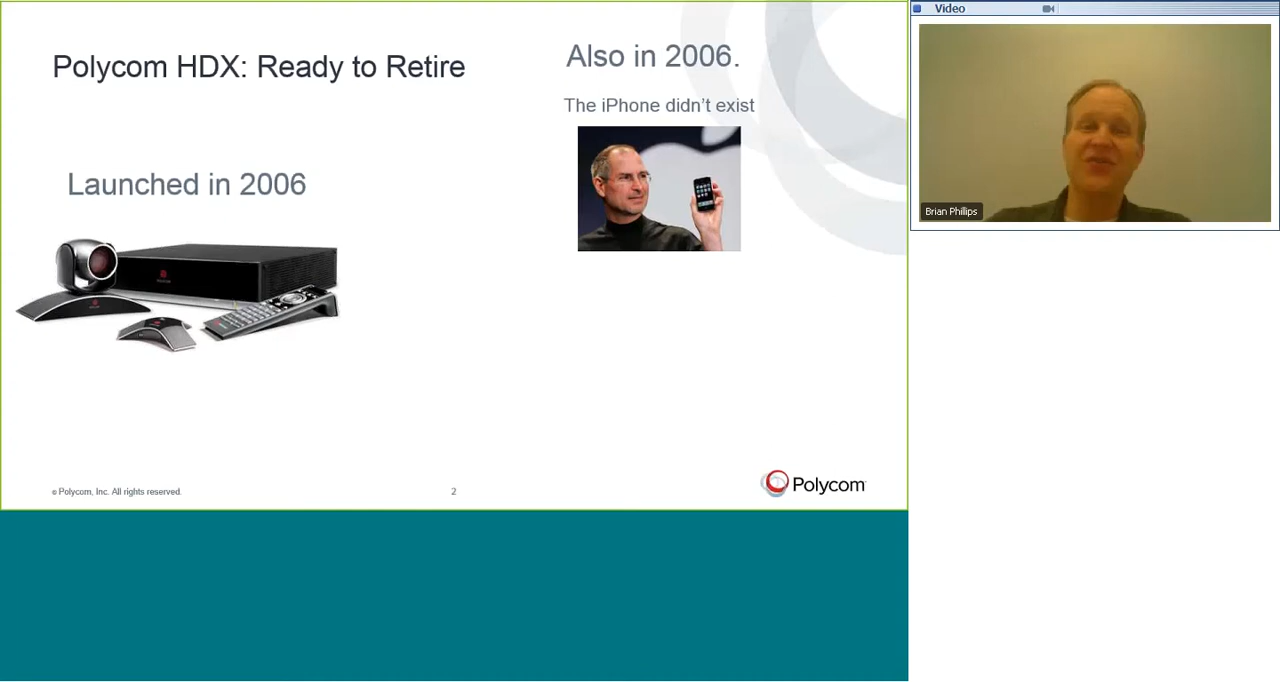 Polycom HDX: Ready to Retire
Launched in 2006
Also in 2006.
The iPhone didn’t exist
© Polycom, Inc. All rights reserved.
2
Polycom
Video
Brian Phillips